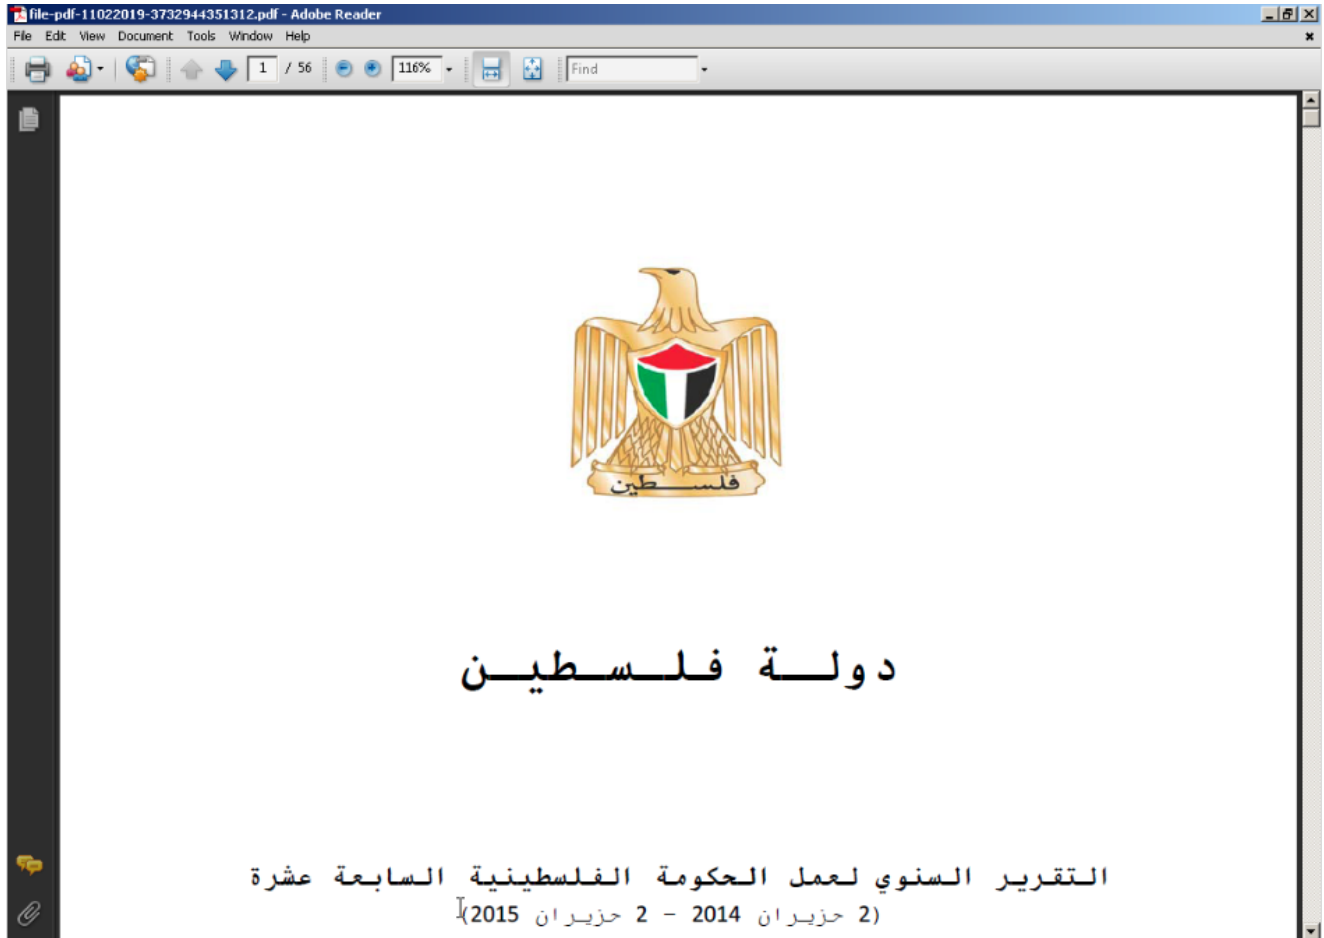 file-pdf-11022019-3732944351312.pdf - Adobe Reader
File Edit View Document Tools Window Help
1 / 56 116% Find
فلسطين
دولة فلسطين
التقرير السنوي لعمل الحكومة الفلسطينية السابعة عشرة
(2 حزيران 2014 – 2 حزيران 2015)